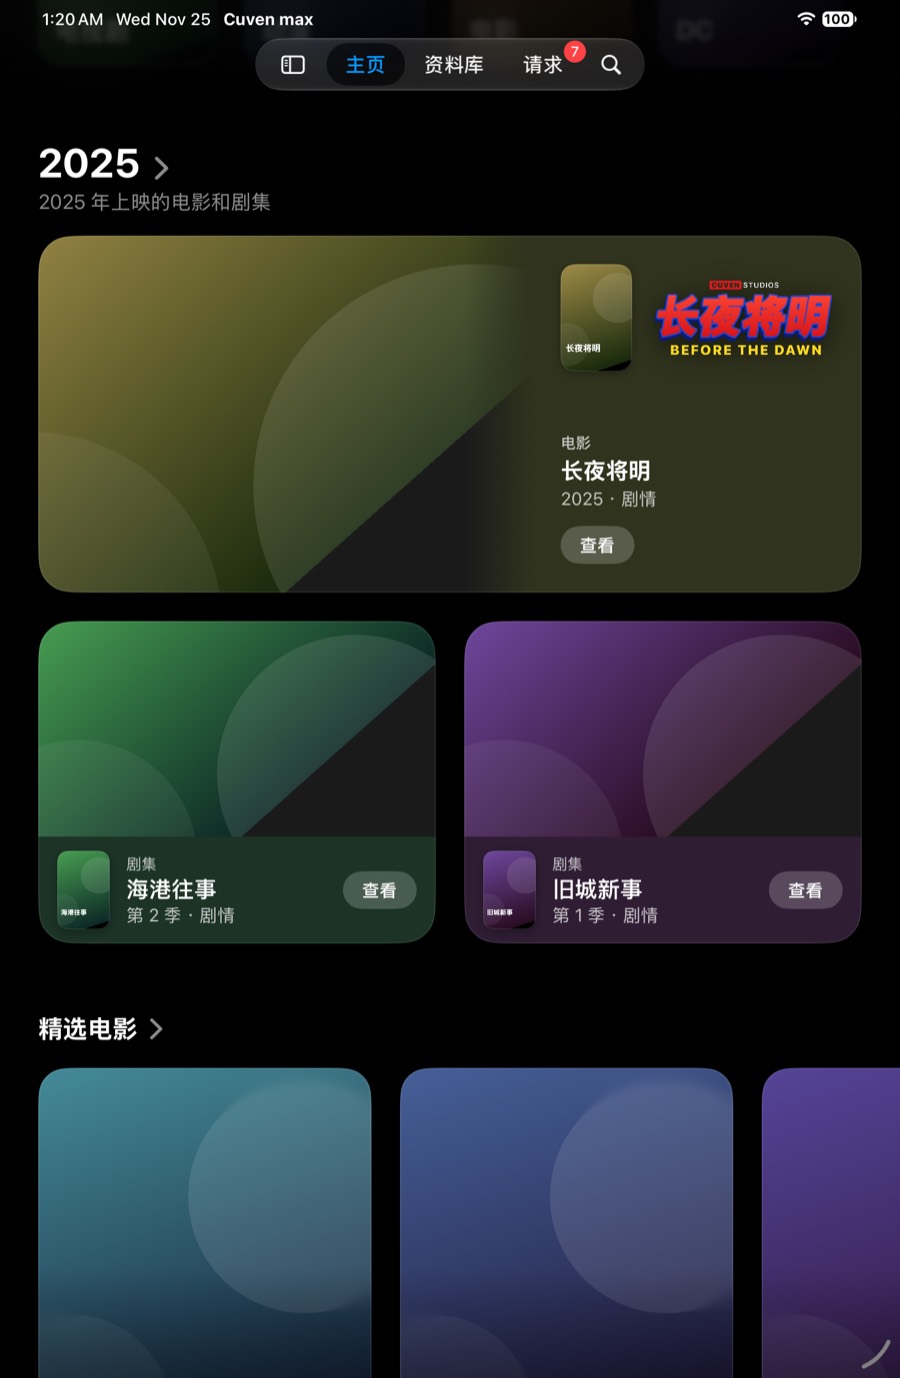 1:20 AM Wed Nov 25 Cuven max
100
DC
主页 资料库 请求 7
2025
2025 年上映的电影和剧集
长夜将明
CUVEN STUDIOS
长夜将明
BEFORE THE DAWN
电影
长夜将明
2025 · 剧情
查看
海港往事
剧集
海港往事
第 2 季 · 剧情
查看
旧城新事
剧集
旧城新事
第 1 季 · 剧情
查看
精选电影